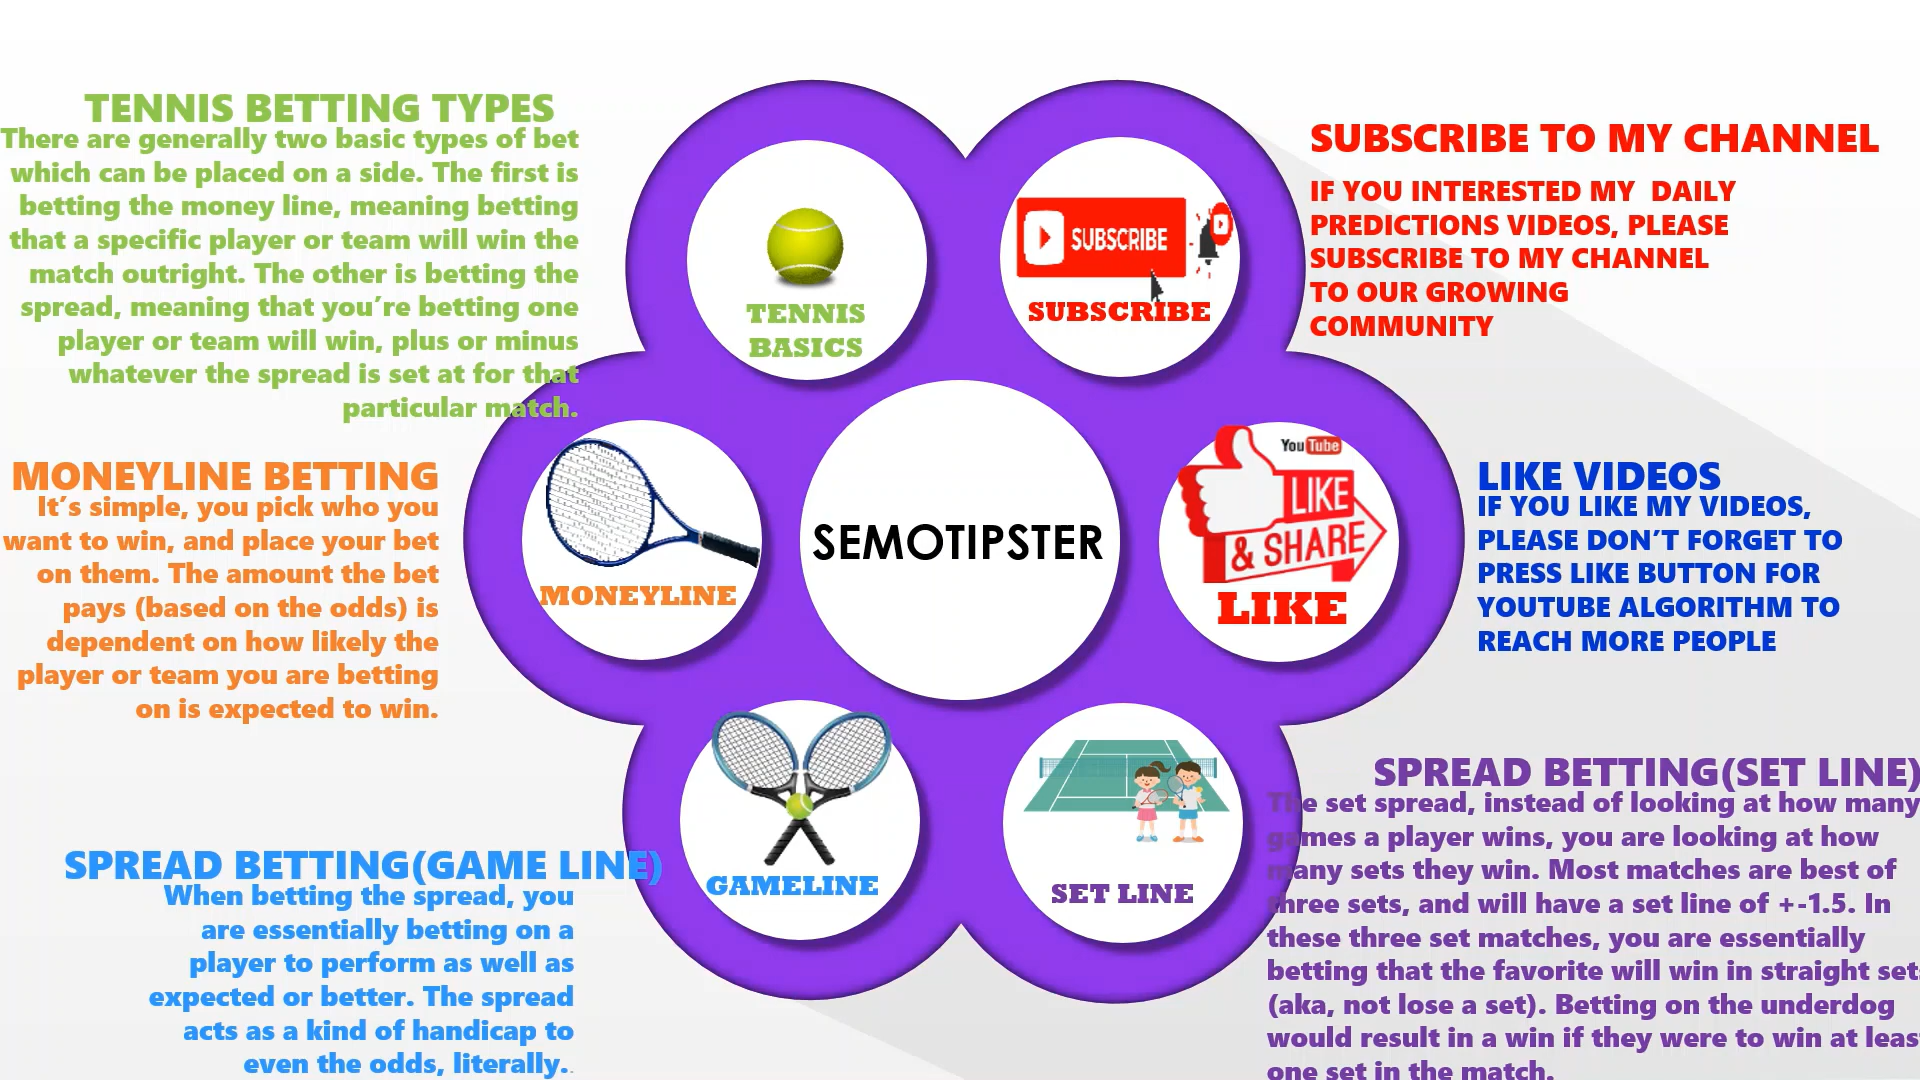 TENNIS BETTING TYPES
There are generally two basic types of bet
which can be placed on a side. The first is
betting the money line, meaning betting
that a specific player or team will win the
match outright. The other is betting the
spread, meaning that you’re betting one
player or team will win, plus or minus
whatever the spread is set at for that
particular match.
MONEYLINE BETTING
It’s simple, you pick who you
want to win, and place your bet
on them. The amount the bet
pays (based on the odds) is
dependent on how likely the
player or team you are betting
on is expected to win.
SPREAD BETTING(GAME LINE)
When betting the spread, you
are essentially betting on a
player to perform as well as
expected or better. The spread
acts as a kind of handicap to
even the odds, literally..
TENNIS
BASICS
SUBSCRIBE
SUBSCRIBE
MONEYLINE
SEMOTIPSTER
YouTube
LIKE
& SHARE
LIKE
GAMELINE
SET LINE
SUBSCRIBE TO MY CHANNEL
IF YOU INTERESTED MY  DAILY
PREDICTIONS VIDEOS, PLEASE
SUBSCRIBE TO MY CHANNEL
TO OUR GROWING
COMMUNITY
LIKE VIDEOS
IF YOU LIKE MY VIDEOS,
PLEASE DON’T FORGET TO
PRESS LIKE BUTTON FOR
YOUTUBE ALGORITHM TO
REACH MORE PEOPLE
SPREAD BETTING(SET LINE)
The set spread, instead of looking at how many
games a player wins, you are looking at how
many sets they win. Most matches are best of
three sets, and will have a set line of +-1.5. In
these three set matches, you are essentially
betting that the favorite will win in straight sets
(aka, not lose a set). Betting on the underdog
would result in a win if they were to win at least
one set in the match.